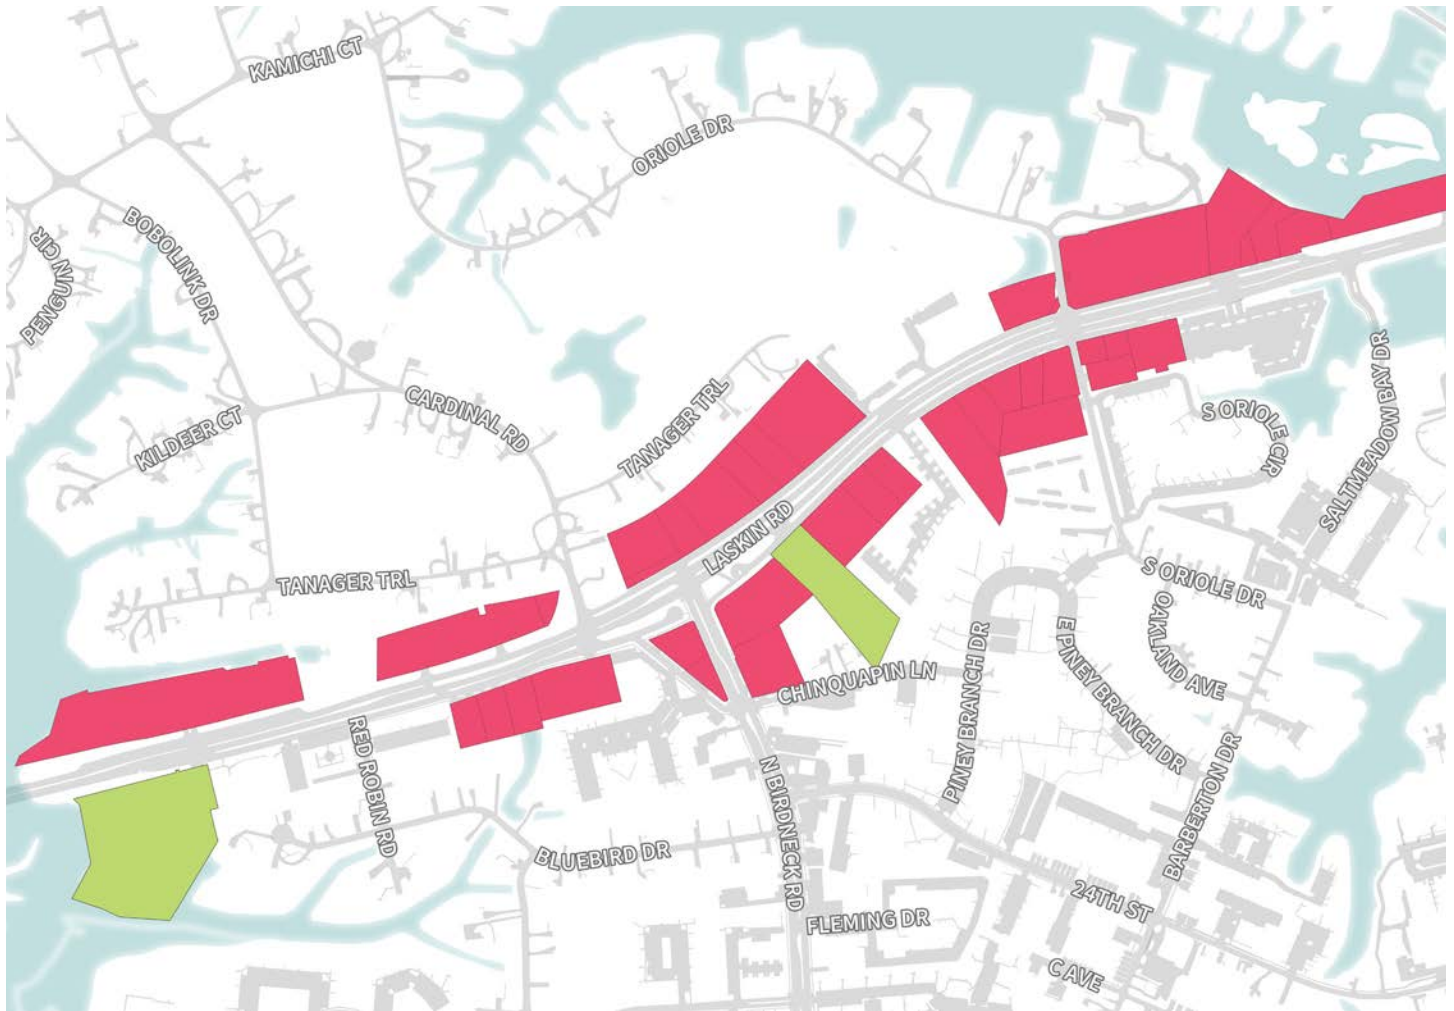 KAMICHI CT
ORIOLE DR
BOBOLINK DR
PENGUIN CIR
CARDINAL RD
KILDEER CT
TANAGER TRL
S ORIOLE CIR
SALTMEADOW BAY DR
LASKIN RD
TANAGER TRL
S ORIOLE DR
OAKLAND AVE
E PINEY BRANCH DR
PINEY BRANCH DR
CHINQUAPIN LN
RED ROBIN RD
N BIRDNECK RD
BARBERTON DR
BLUEBIRD DR
24TH ST
FLEMING DR
C AVE